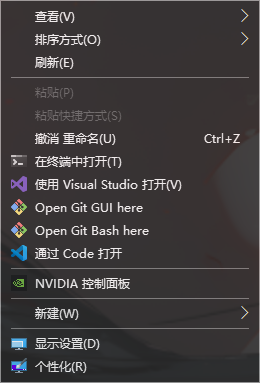 查看(V)
排序方式(O)
刷新(E)
粘贴(P)
粘贴快捷方式(S)
撤消 重命名(U) Ctrl+Z
在终端中打开(T)
使用 Visual Studio 打开(V)
Open Git GUI here
Open Git Bash here
通过 Code 打开
NVIDIA 控制面板
新建(W)
显示设置(D)
个性化(R)